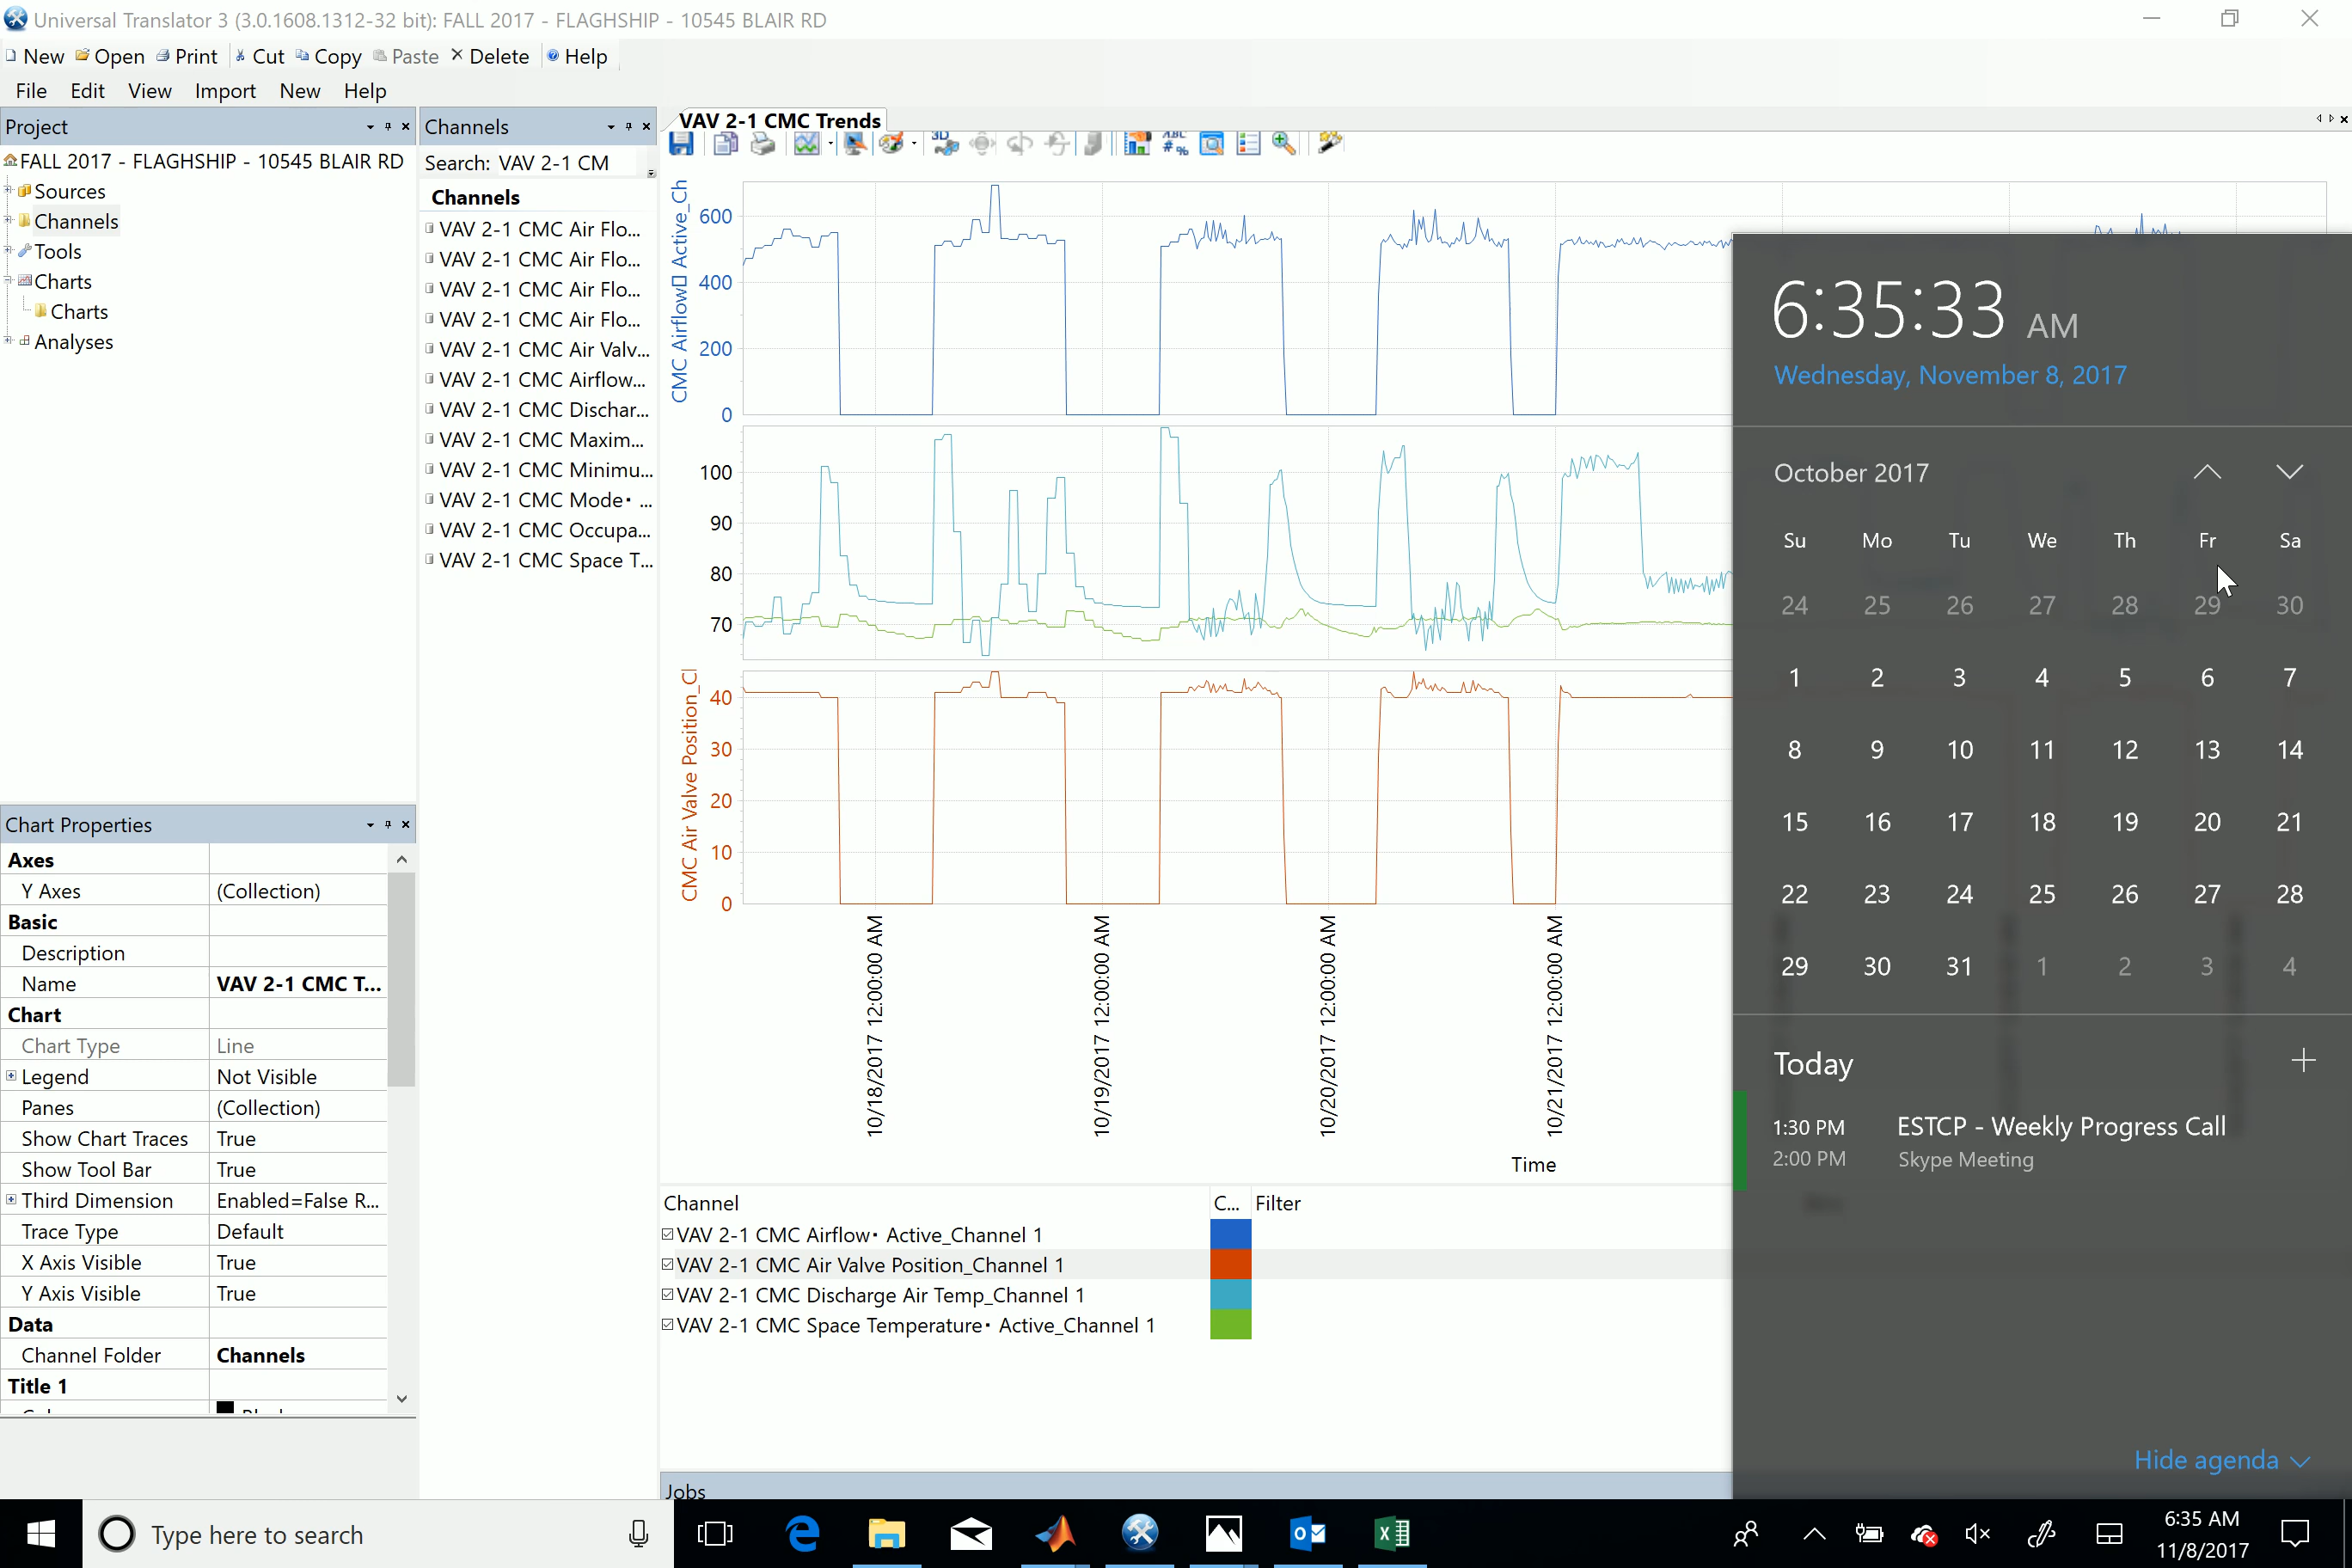 Universal Translator 3 (3.0.1608.1312-32 bit): FALL 2017 - FLAGHSHIP - 10545 BLAIR RD
New Open Print Cut Copy Paste Delete Help
File Edit View Import New Help
Project
FALL 2017 - FLAGHSHIP - 10545 BLAIR RD
Sources
Channels
Tools
Charts
Charts
Analyses
Channels
Search: VAV 2-1 CM
Channels
VAV 2-1 CMC Air Flo...
VAV 2-1 CMC Air Flo...
VAV 2-1 CMC Air Flo...
VAV 2-1 CMC Air Flo...
VAV 2-1 CMC Air Valv...
VAV 2-1 CMC Airflow...
VAV 2-1 CMC Dischar...
VAV 2-1 CMC Maxim...
VAV 2-1 CMC Minimu...
VAV 2-1 CMC Mode· ...
VAV 2-1 CMC Occupa...
VAV 2-1 CMC Space T...
Chart Properties
Axes
Y Axes (Collection)
Basic
Description
Name VAV 2-1 CMC T...
Chart
Chart Type Line
Legend Not Visible
Panes (Collection)
Show Chart Traces True
Show Tool Bar True
Third Dimension Enabled=False R...
Trace Type Default
X Axis Visible True
Y Axis Visible True
Data
Channel Folder Channels
Title 1
VAV 2-1 CMC Trends
3D
ABC
# %
CMC Airflow▯ Active_Ch
600
400
200
0
100
90
80
70
CMC Air Valve Position_Cl
40
30
20
10
0
10/18/2017 12:00:00 AM
10/19/2017 12:00:00 AM
10/20/2017 12:00:00 AM
10/21/2017 12:00:00 AM
Time
Channel C... Filter
VAV 2-1 CMC Airflow· Active_Channel 1
VAV 2-1 CMC Air Valve Position_Channel 1
VAV 2-1 CMC Discharge Air Temp_Channel 1
VAV 2-1 CMC Space Temperature· Active_Channel 1
Jobs
6:35:33 AM
Wednesday, November 8, 2017
October 2017
Su Mo Tu We Th Fr Sa
24 25 26 27 28 29 30
1 2 3 4 5 6 7
8 9 10 11 12 13 14
15 16 17 18 19 20 21
22 23 24 25 26 27 28
29 30 31 1 2 3 4
Today
1:30 PM ESTCP - Weekly Progress Call
2:00 PM Skype Meeting
Hide agenda
Type here to search
6:35 AM
11/8/2017